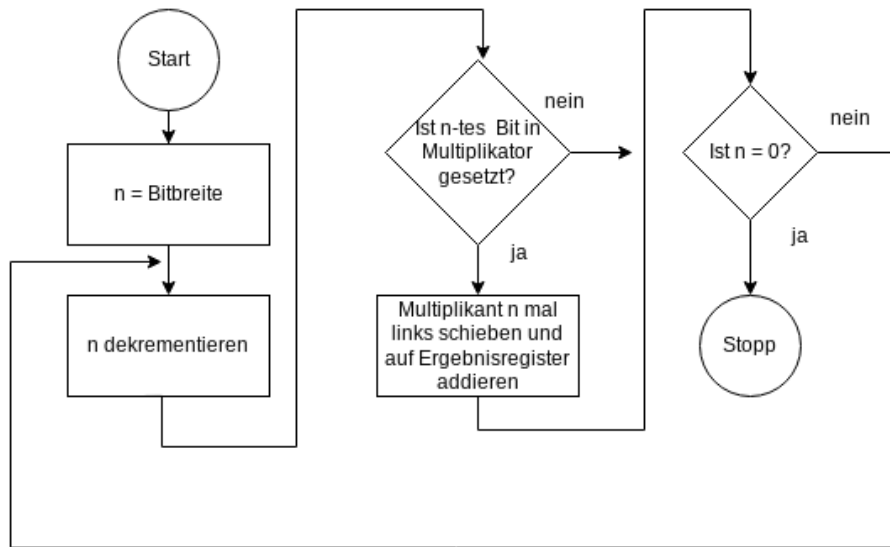 Start
n = Bitbreite
n dekrementieren
Ist n-tes Bit in
Multiplikator
gesetzt?
nein
ja
Multiplikant n mal
links schieben und
auf Ergebnisregister
addieren
Ist n = 0?
nein
ja
Stopp